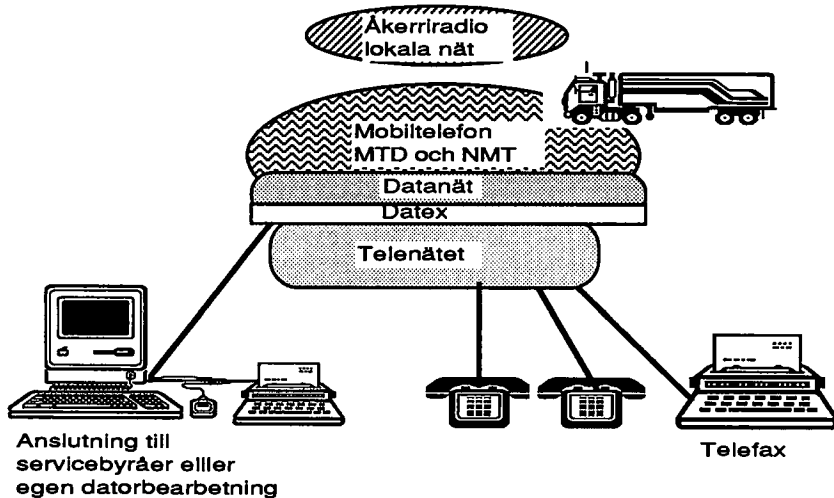 Åkerriradio
lokala nät
Mobiltelefon
MTD och NMT
Datanät
Datex
Telenätet
Anslutning till
servicebyråer elller
egen datorbearbetning
Telefax